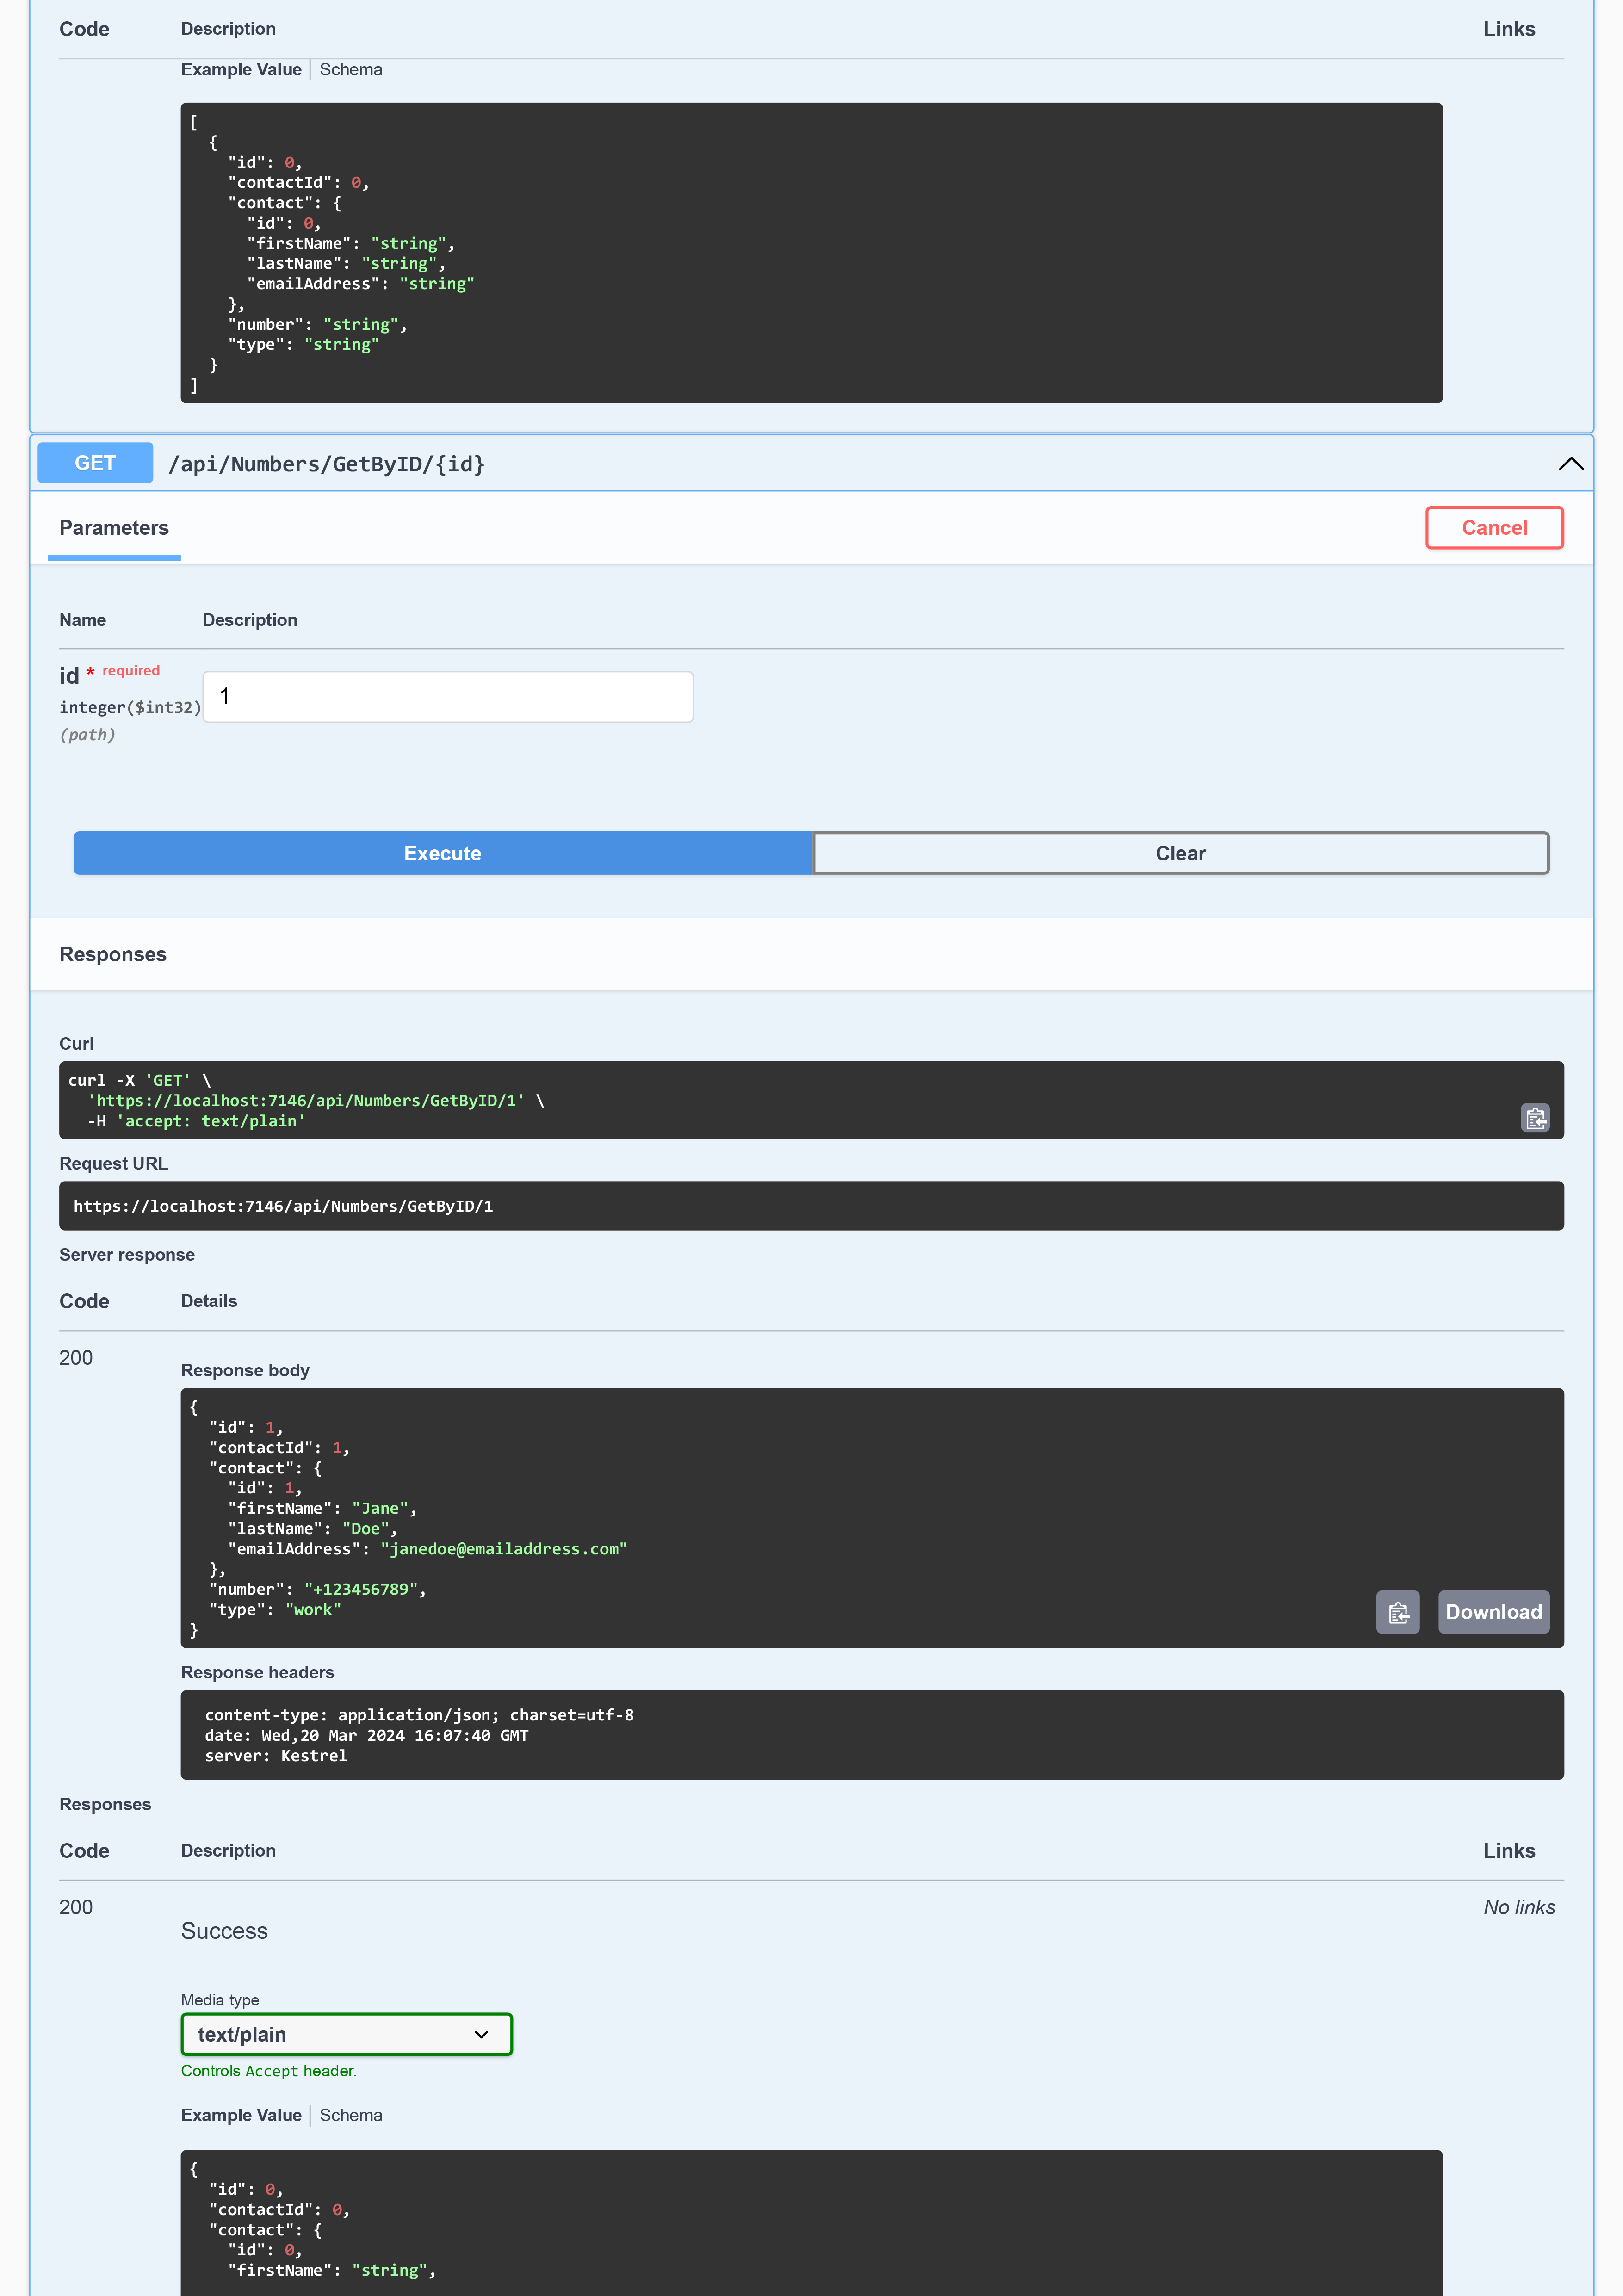 Code Description Links
Example Value Schema
[
  {
    "id": 0,
    "contactId": 0,
    "contact": {
      "id": 0,
      "firstName": "string",
      "lastName": "string",
      "emailAddress": "string"
    },
    "number": "string",
    "type": "string"
  }
]
GET /api/Numbers/GetByID/{id}
Parameters Cancel
Name Description
id * required
integer($int32) 1
(path)
Execute Clear
Responses
Curl
curl -X 'GET' \
  'https://localhost:7146/api/Numbers/GetByID/1' \
  -H 'accept: text/plain'
Request URL
https://localhost:7146/api/Numbers/GetByID/1
Server response
Code Details
200
Response body
{
  "id": 1,
  "contactId": 1,
  "contact": {
    "id": 1,
    "firstName": "Jane",
    "lastName": "Doe",
    "emailAddress": "janedoe@emailaddress.com"
  },
  "number": "+123456789",
  "type": "work"
}
Download
Response headers
content-type: application/json; charset=utf-8
date: Wed,20 Mar 2024 16:07:40 GMT
server: Kestrel
Responses
Code Description Links
200 No links
Success
Media type
text/plain
Controls Accept header.
Example Value Schema
{
  "id": 0,
  "contactId": 0,
  "contact": {
    "id": 0,
    "firstName": "string",